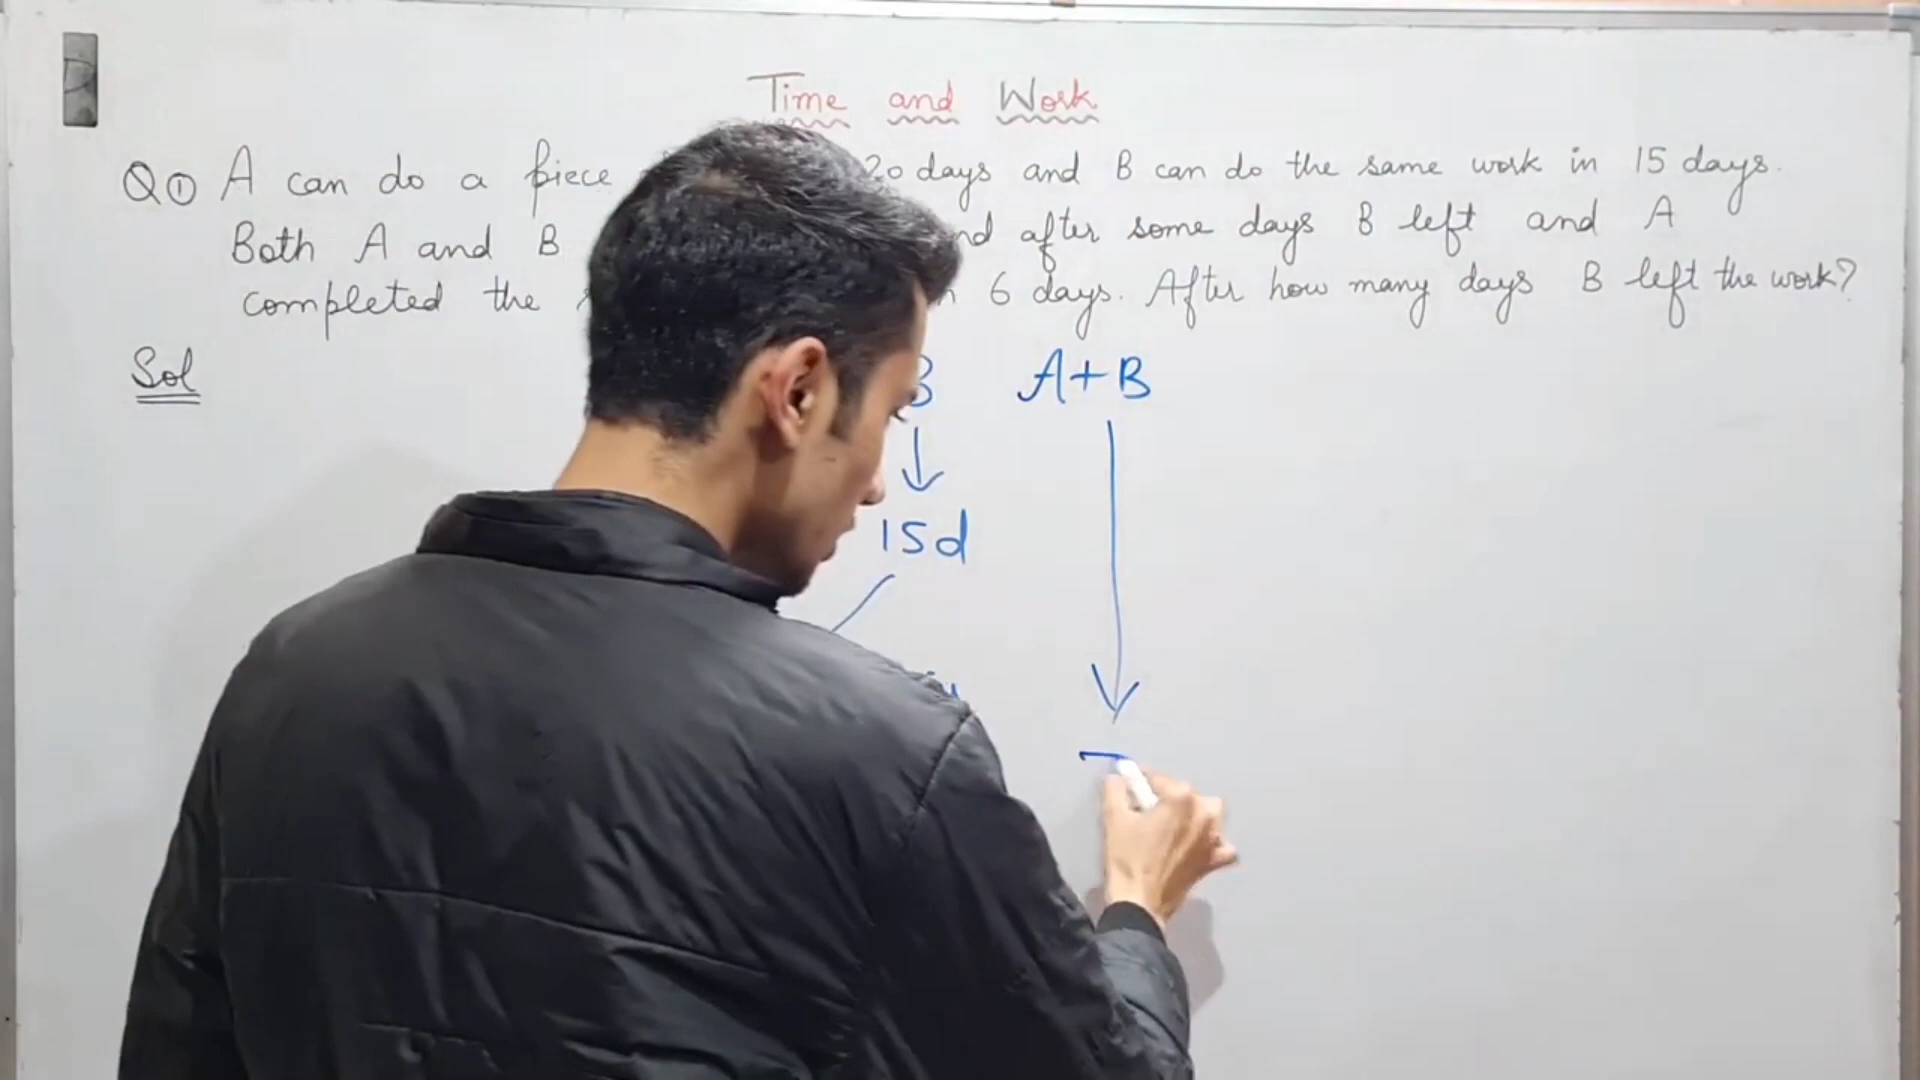 Time and Work
Q① A can do a piece 20 days and B can do the same work in 15 days.
Both A and B after some days B left and A
completed the 6 days. After how many days B left the work?
Sol
B A+B
15d